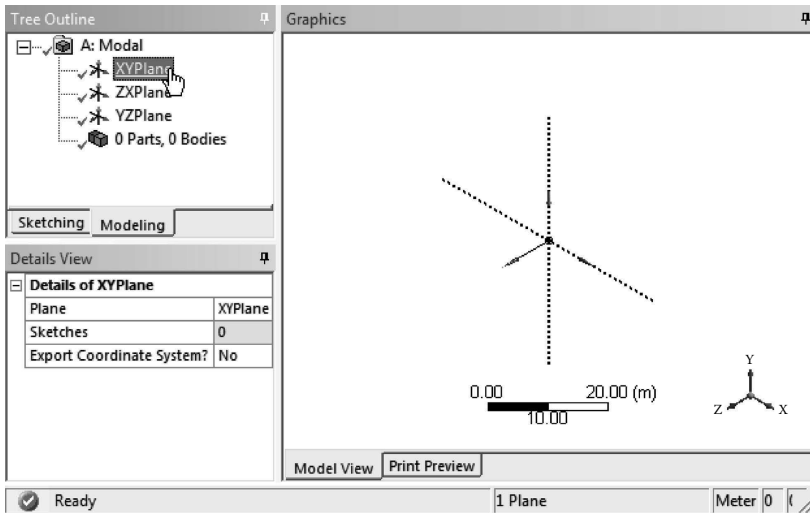 Tree Outline
A: Modal
XYPlane
ZXPlane
YZPlane
0 Parts, 0 Bodies
Sketching Modeling
Details View
Details of XYPlane
Plane XYPlane
Sketches 0
Export Coordinate System? No
Graphics
0.00 20.00 (m)
10.00
Y
Z X
Model View Print Preview
Ready 1 Plane Meter 0